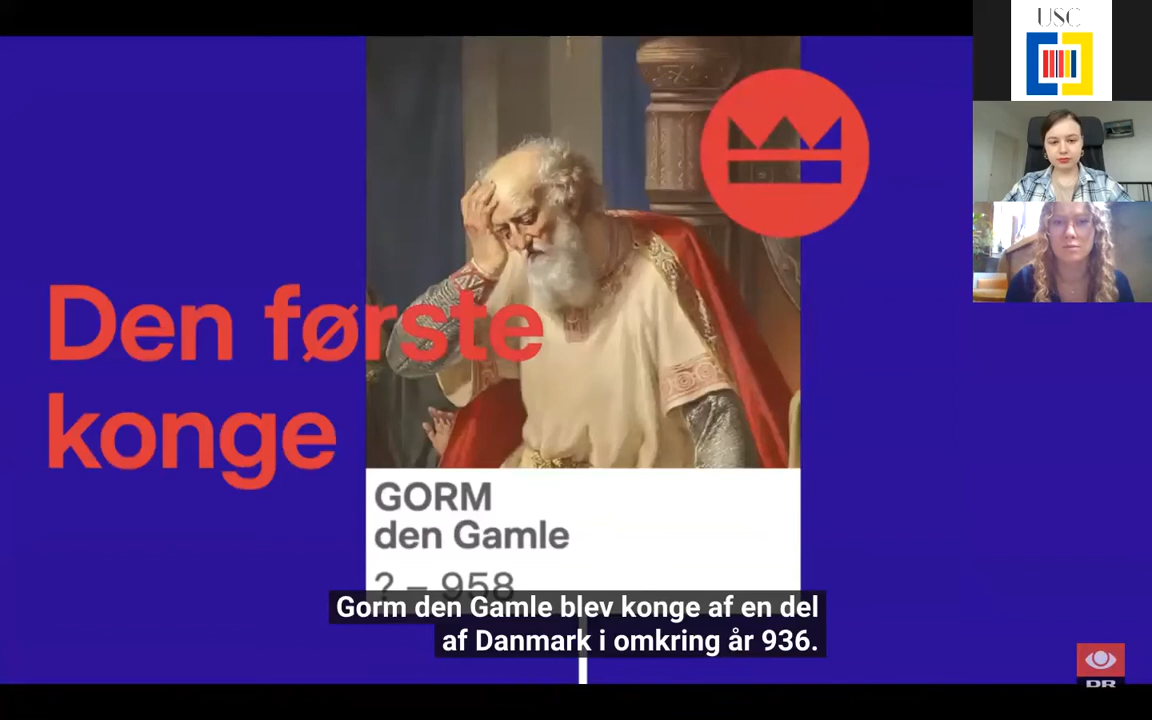 USC
Den første
konge
GORM
den Gamle
? – 958
Gorm den Gamle blev konge af en del
af Danmark i omkring år 936.
DR